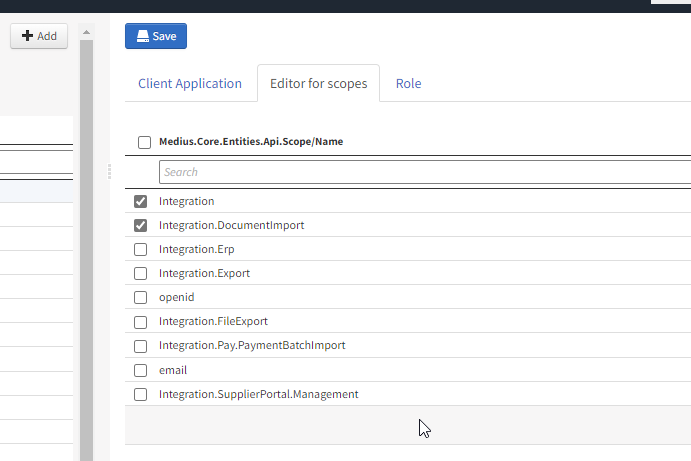 Add
Save
Client Application
Editor for scopes
Role
Medius.Core.Entities.Api.Scope/Name
Search
Integration
Integration.DocumentImport
Integration.Erp
Integration.Export
openid
Integration.FileExport
Integration.Pay.PaymentBatchImport
email
Integration.SupplierPortal.Management